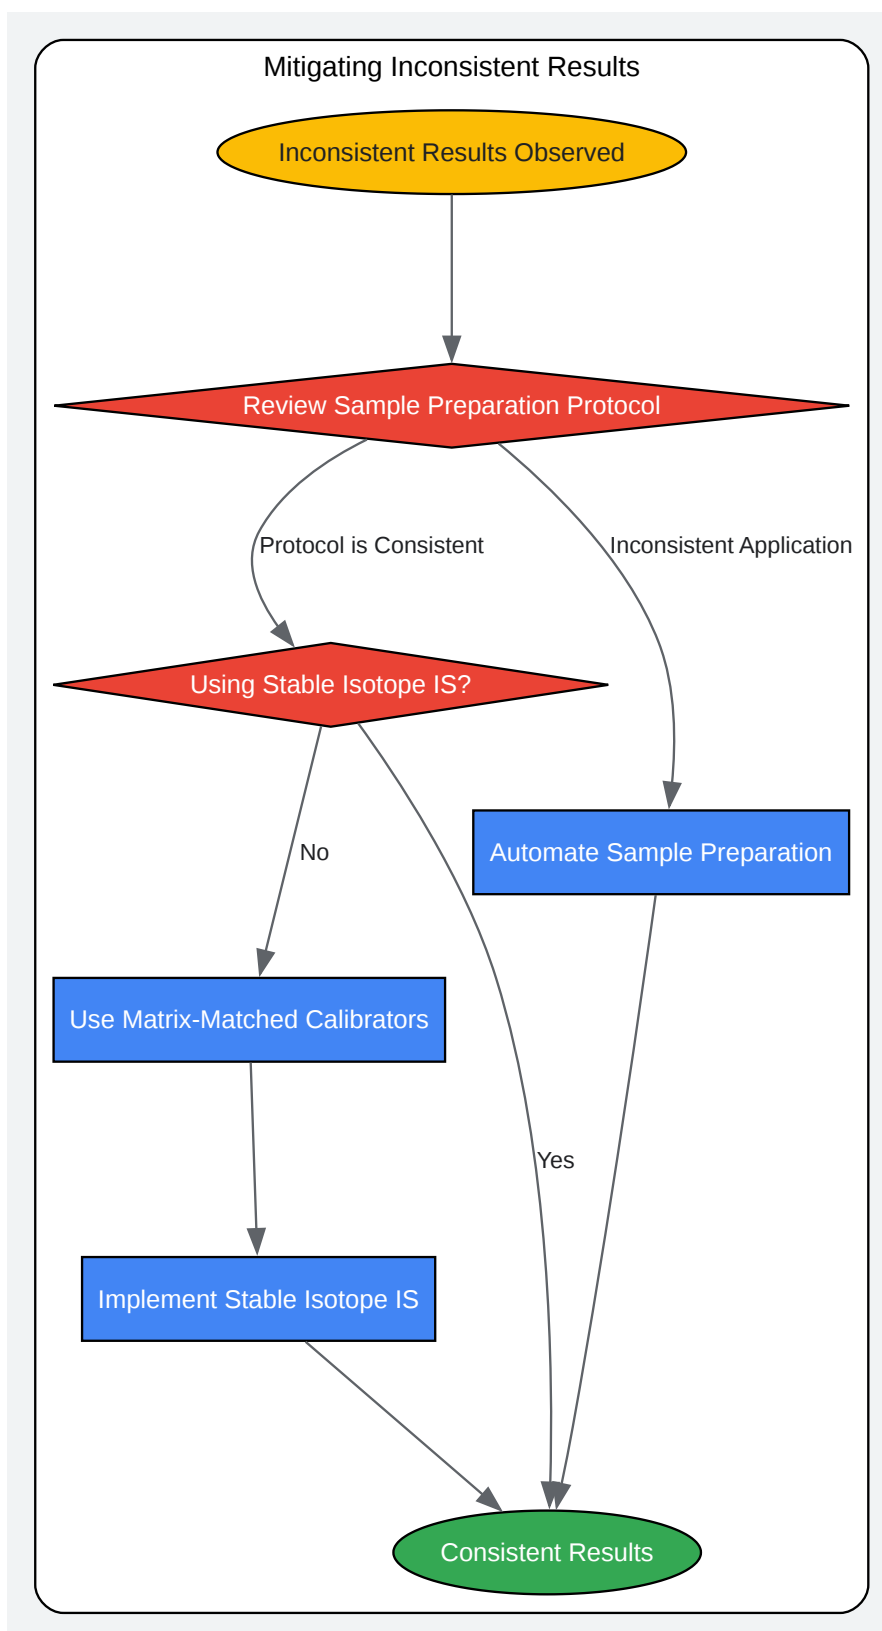 Mitigating Inconsistent Results
Inconsistent Results Observed
Review Sample Preparation Protocol
Protocol is Consistent
Inconsistent Application
Using Stable Isotope IS?
No
Automate Sample Preparation
Use Matrix-Matched Calibrators
Yes
Implement Stable Isotope IS
Consistent Results